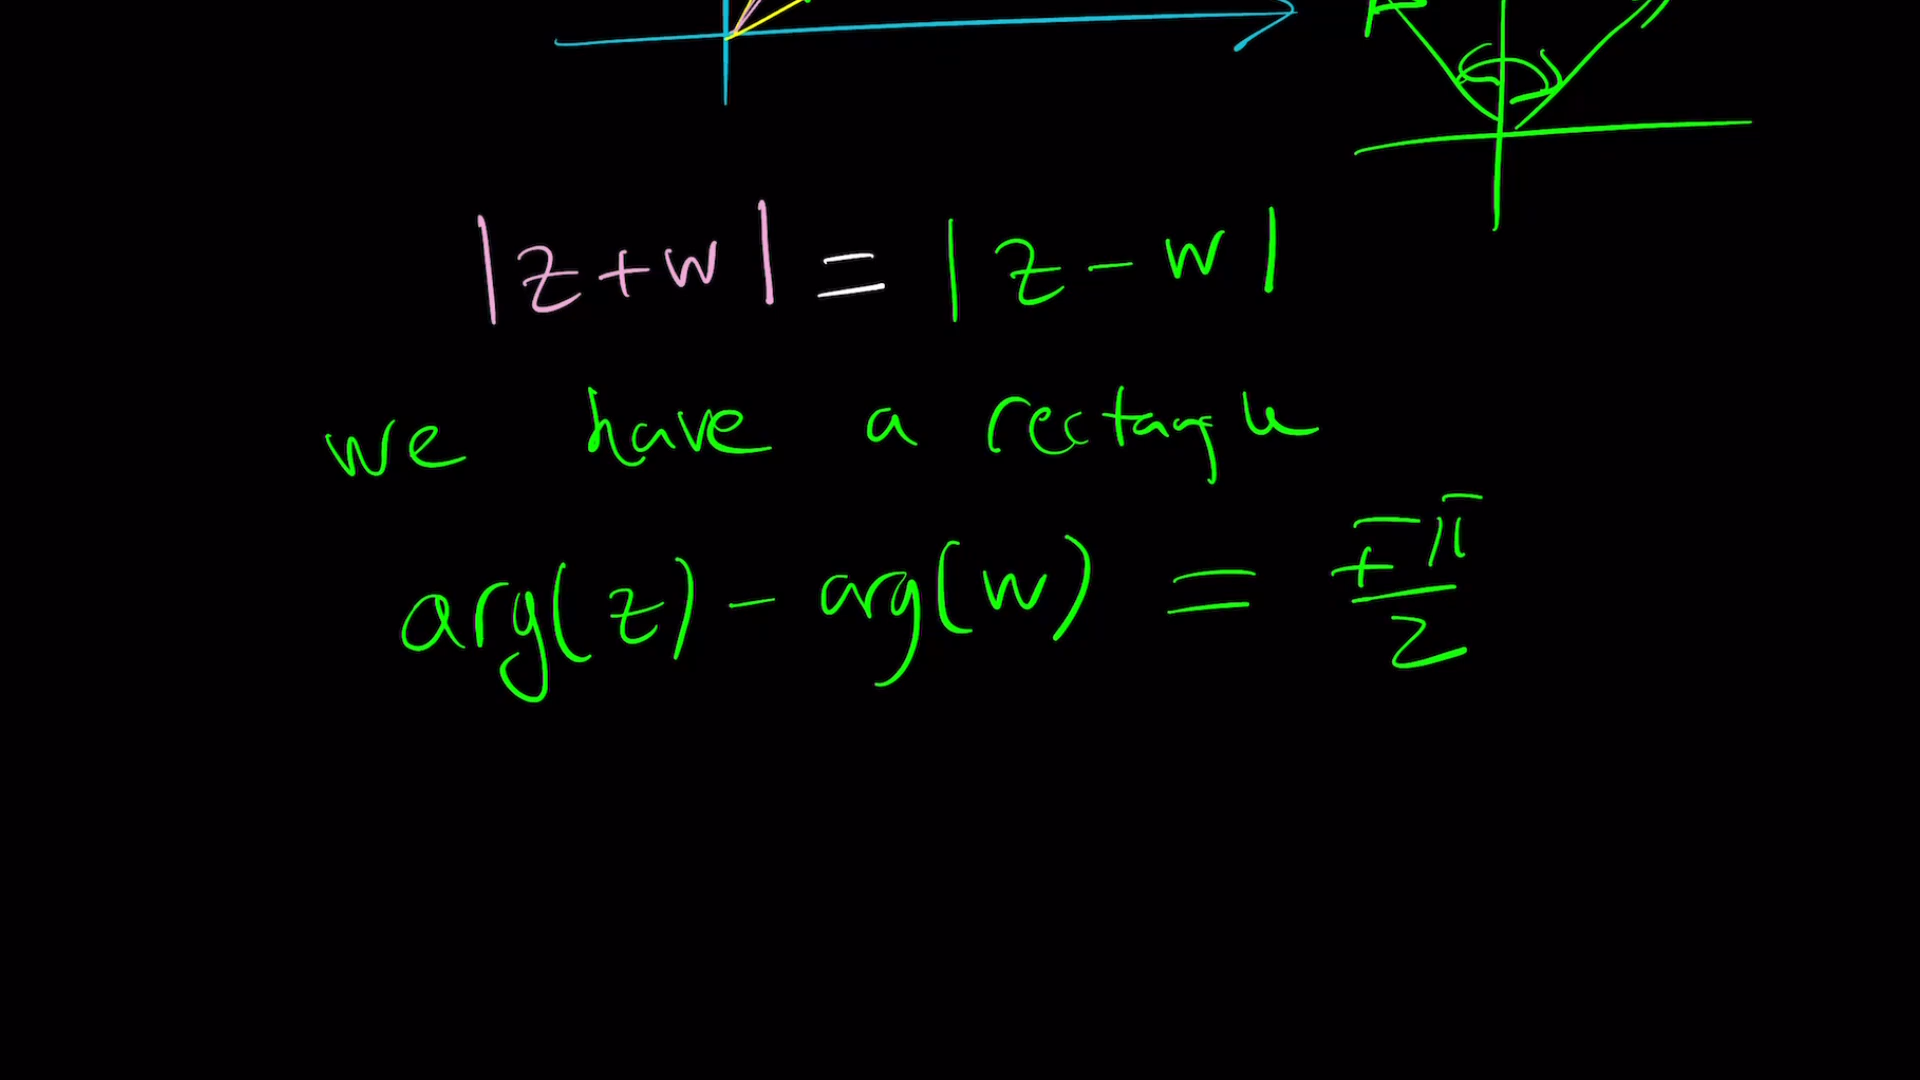 |z+w| = |z-w|
we have a rectangle
arg(z) - arg(w) = ∓π/2